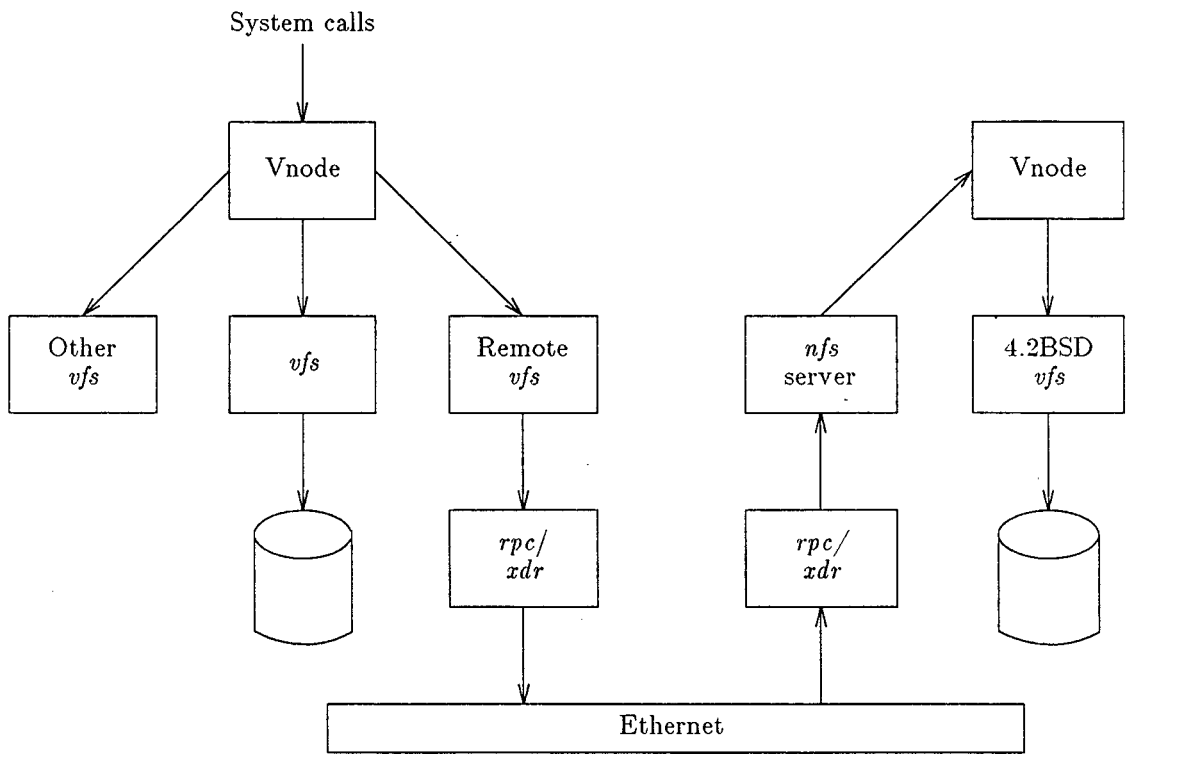 System calls
Vnode
Vnode
Other
vfs
vfs
Remote
vfs
nfs
server
4.2BSD
vfs
rpc/
xdr
rpc/
xdr
Ethernet